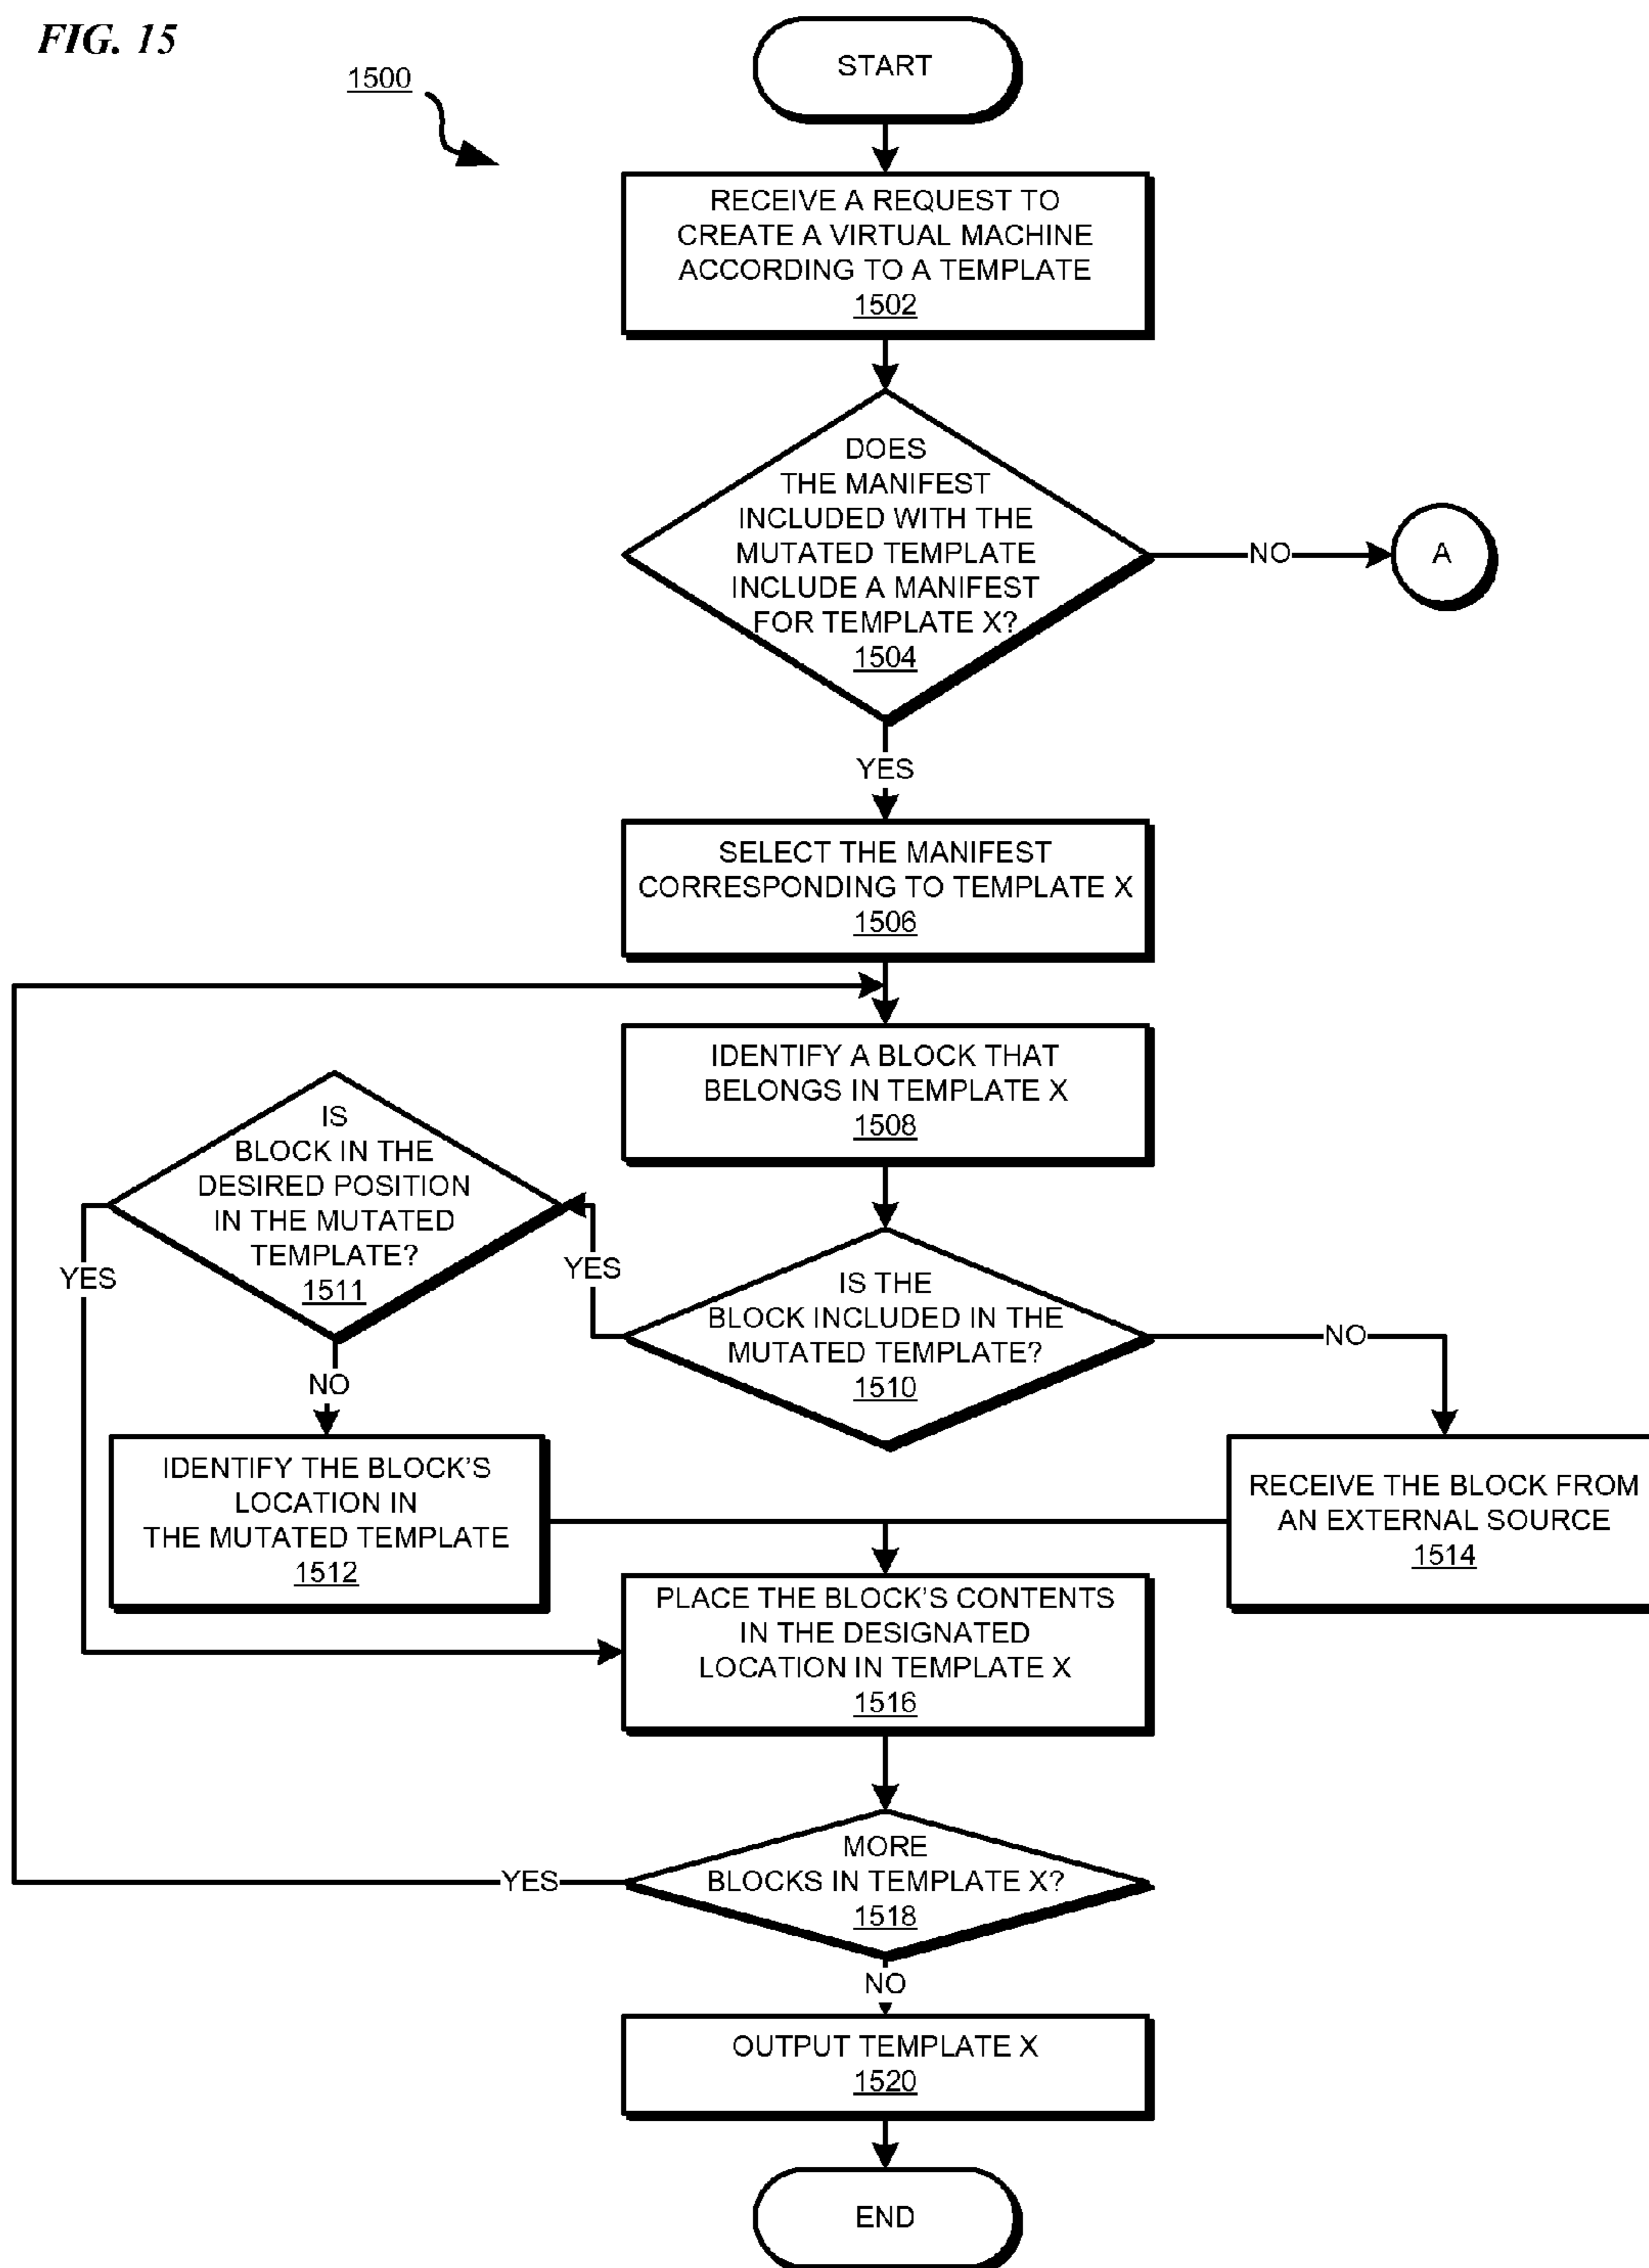 FIG. 15
1500
START
RECEIVE A REQUEST TO
CREATE A VIRTUAL MACHINE
ACCORDING TO A TEMPLATE
1502
DOES
THE MANIFEST
INCLUDED WITH THE
MUTATED TEMPLATE
INCLUDE A MANIFEST
FOR TEMPLATE X?
1504
NO
A
YES
SELECT THE MANIFEST
CORRESPONDING TO TEMPLATE X
1506
IDENTIFY A BLOCK THAT
BELONGS IN TEMPLATE X
1508
IS THE
BLOCK INCLUDED IN THE
MUTATED TEMPLATE?
1510
YES
NO
IS
BLOCK IN THE
DESIRED POSITION
IN THE MUTATED
TEMPLATE?
1511
YES
NO
IDENTIFY THE BLOCK'S
LOCATION IN
THE MUTATED TEMPLATE
1512
RECEIVE THE BLOCK FROM
AN EXTERNAL SOURCE
1514
PLACE THE BLOCK'S CONTENTS
IN THE DESIGNATED
LOCATION IN TEMPLATE X
1516
MORE
BLOCKS IN TEMPLATE X?
1518
YES
NO
OUTPUT TEMPLATE X
1520
END